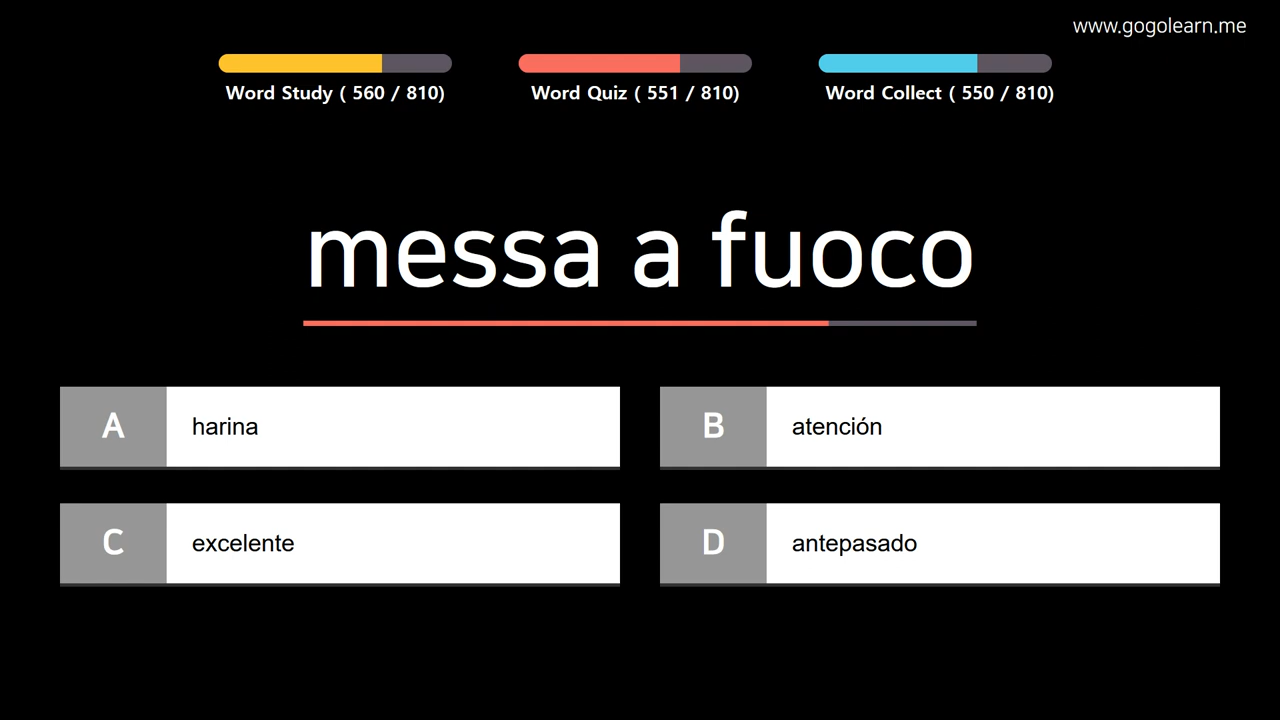 www.gogolearn.me
Word Study ( 560 / 810)
Word Quiz ( 551 / 810)
Word Collect ( 550 / 810)
messa a fuoco
A harina
B atención
C excelente
D antepasado